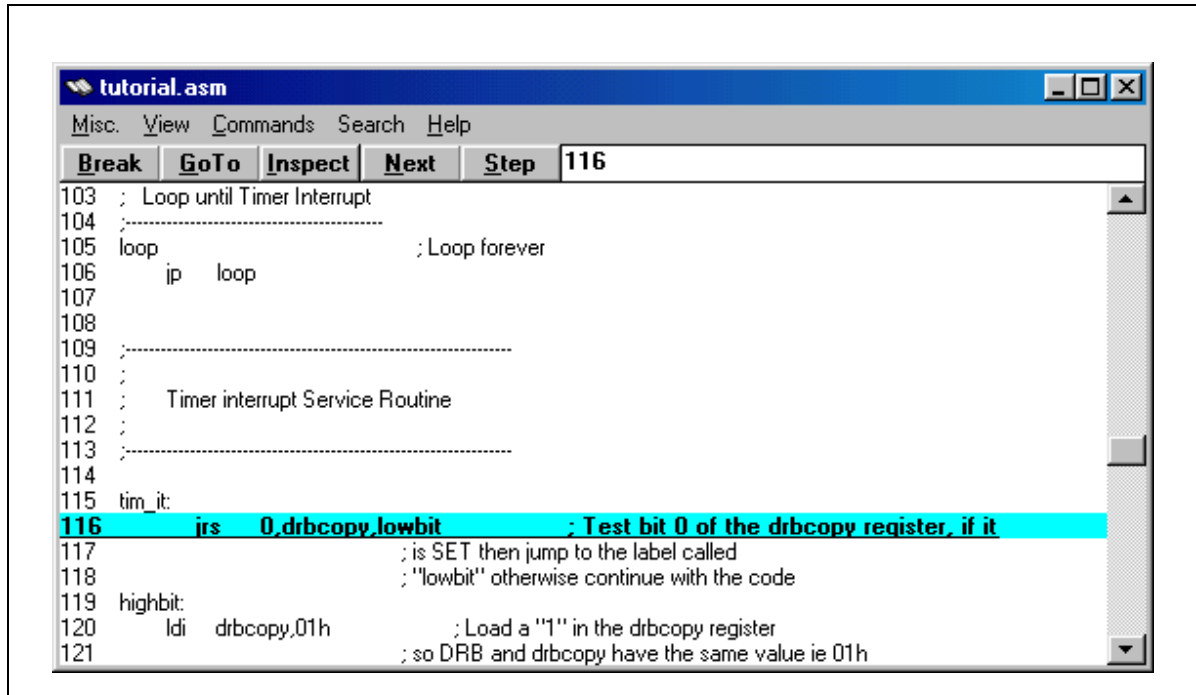 tutorial.asm
Misc. View Commands Search Help
Break GoTo Inspect Next Step 116
103 ; Loop until Timer Interrupt
104 ;-------------------------------------------
105 loop ; Loop forever
106 jp loop
107
108
109 ;-----------------------------------------------------------------
110 ;
111 ; Timer interrupt Service Routine
112 ;
113 ;-----------------------------------------------------------------
114
115 tim_it:
116 jrs 0,drbcopy,lowbit ; Test bit 0 of the drbcopy register, if it
117 ; is SET then jump to the label called
118 ; "lowbit" otherwise continue with the code
119 highbit:
120 ldi drbcopy,01h ; Load a "1" in the drbcopy register
121 ; so DRB and drbcopy have the same value ie 01h